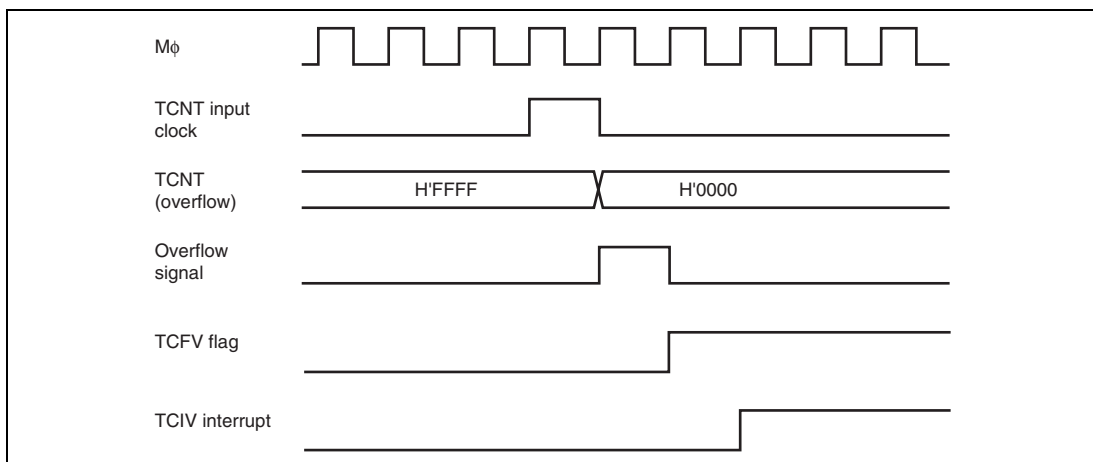 Mϕ
TCNT input
clock
TCNT
(overflow)
H'FFFF
H'0000
Overflow
signal
TCFV flag
TCIV interrupt